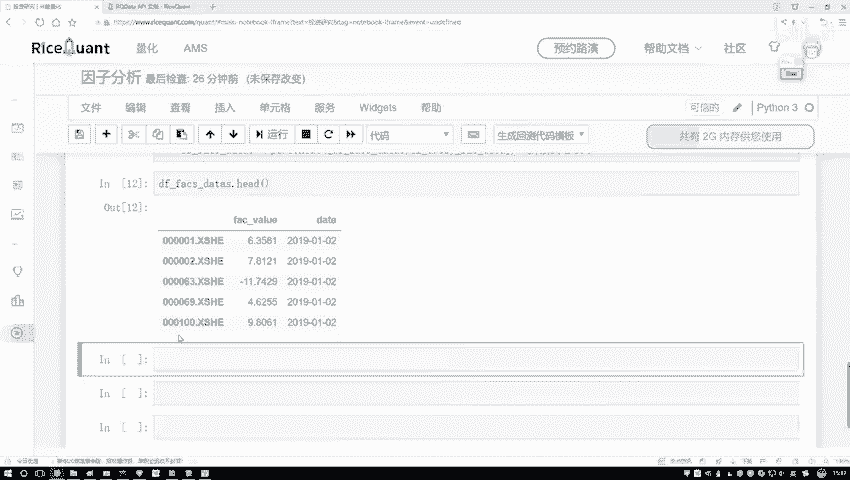 RQData API 文档 - RiceQuant
RiceQuant 量化 AMS 预约路演 帮助文档 社区
因子分析 最后检查: 26 分钟前 (未保存改变)
文件 编辑 查看 插入 单元格 服务 Widgets 帮助 可信的 Python 3
运行 代码 生成回测代码模板 共有 2G 内存供您使用
In [12]: df_facs_datas.head()
Out[12]:
fac_value date
000001.XSHE 6.3581 2019-01-02
000002.XSHE 7.8121 2019-01-02
000063.XSHE -11.7429 2019-01-02
000069.XSHE 4.6255 2019-01-02
000100.XSHE 9.8061 2019-01-02
In [ ]:
In [ ]:
In [ ]: